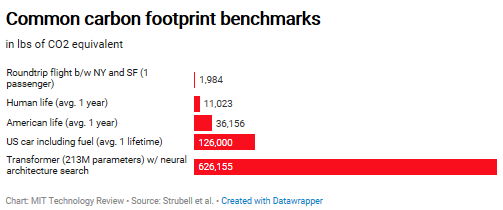 Common carbon footprint benchmarks
in lbs of CO2 equivalent
Roundtrip flight b/w NY and SF (1
passenger)
1,984
Human life (avg. 1 year)
11,023
American life (avg. 1 year)
36,156
US car including fuel (avg. 1 lifetime)
126,000
Transformer (213M parameters) w/ neural
architecture search
626,155
Chart: MIT Technology Review • Source: Strubell et al. • Created with Datawrapper